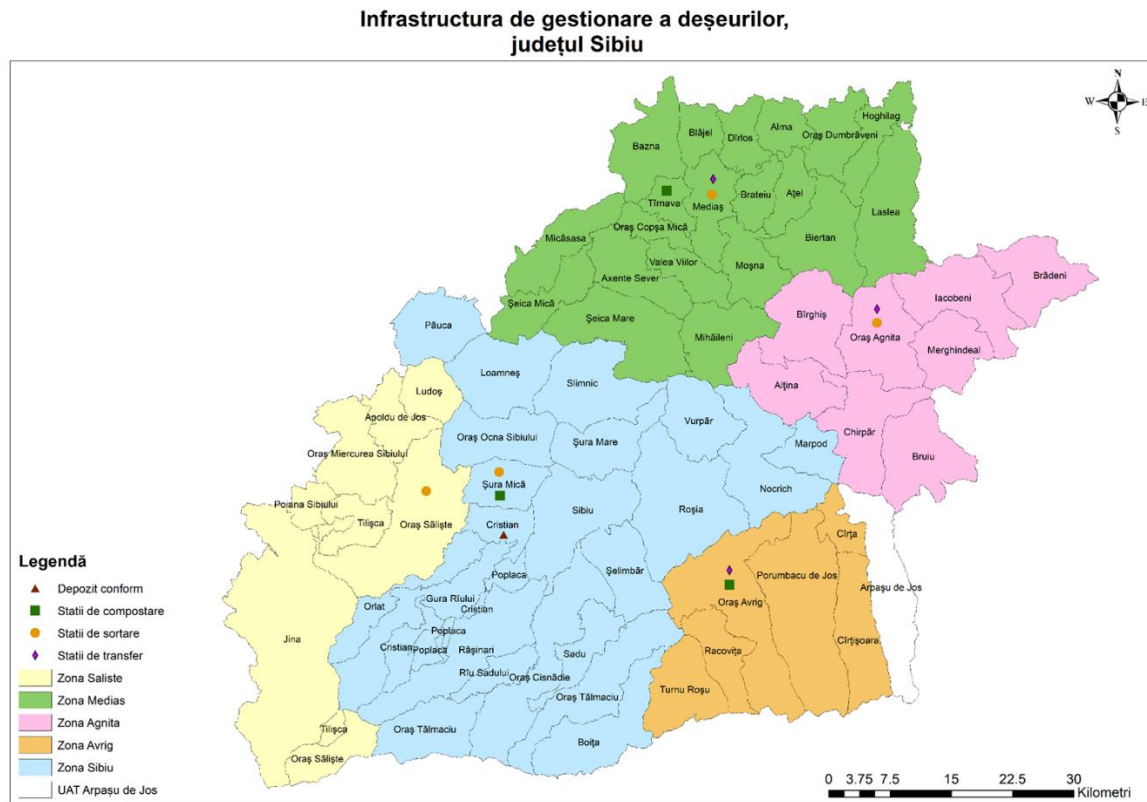 Infrastructura de gestionare a deșeurilor,
județul Sibiu
N
W
E
S
Hoghilag
Alma
Blăjel
Dîrlos
Oraș Dumbrăveni
Bazna
Tîrnava
Mediaș
Brateiu
Ațel
Laslea
Oraș Copșa Mică
Micăsasa
Biertan
Valea Viilor
Moșna
Axente Sever
Brădeni
Iacobeni
Șeica Mică
Bîrghiș
Șeica Mare
Păuca
Mihăileni
Oraș Agnita
Merghindeal
Loamneș
Slimnic
Ludoș
Alțina
Apoldu de Jos
Vurpăr
Chirpăr
Oraș Ocna Sibiului
Șura Mare
Marpod
Oraș Miercurea Sibiului
Bruiu
Șura Mică
Nocrich
Poiana Sibiului
Sibiu
Roșia
Tilișca
Oraș Săliște
Cristian
Cîrța
Șelimbăr
Poplaca
Porumbacu de Jos
Arpașu de Jos
Gura Rîului
Oraș Avrig
Orlat
Cristian
Poplaca
Jina
Cîrțișoara
Cristian
Poplaca
Rășinari
Sadu
Racovița
Rîu Sadului
Oraș Cisnădie
Turnu Roșu
Oraș Tălmaciu
Tilișca
Oraș Tălmaciu
Boița
Oraș Săliște
Legendă
Depozit conform
Statii de compostare
Statii de sortare
Statii de transfer
Zona Saliste
Zona Medias
Zona Agnita
Zona Avrig
Zona Sibiu
UAT Arpașu de Jos
0 3.75 7.5 15 22.5 30
Kilometri